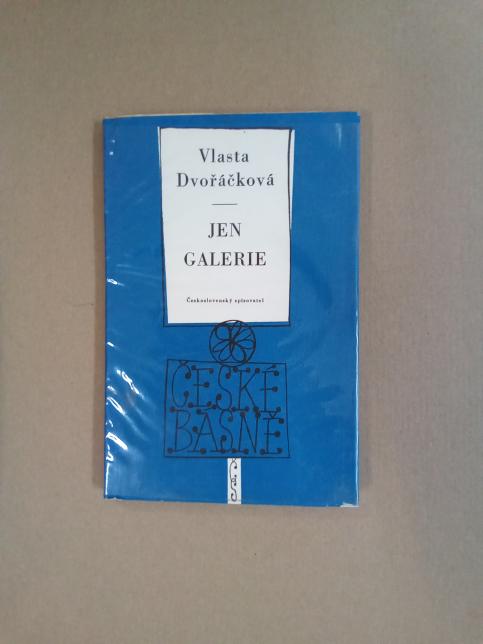 Vlasta
Dvořáčková
JEN
GALERIE
Československý spisovatel
ČESKÉ
BÁSNĚ